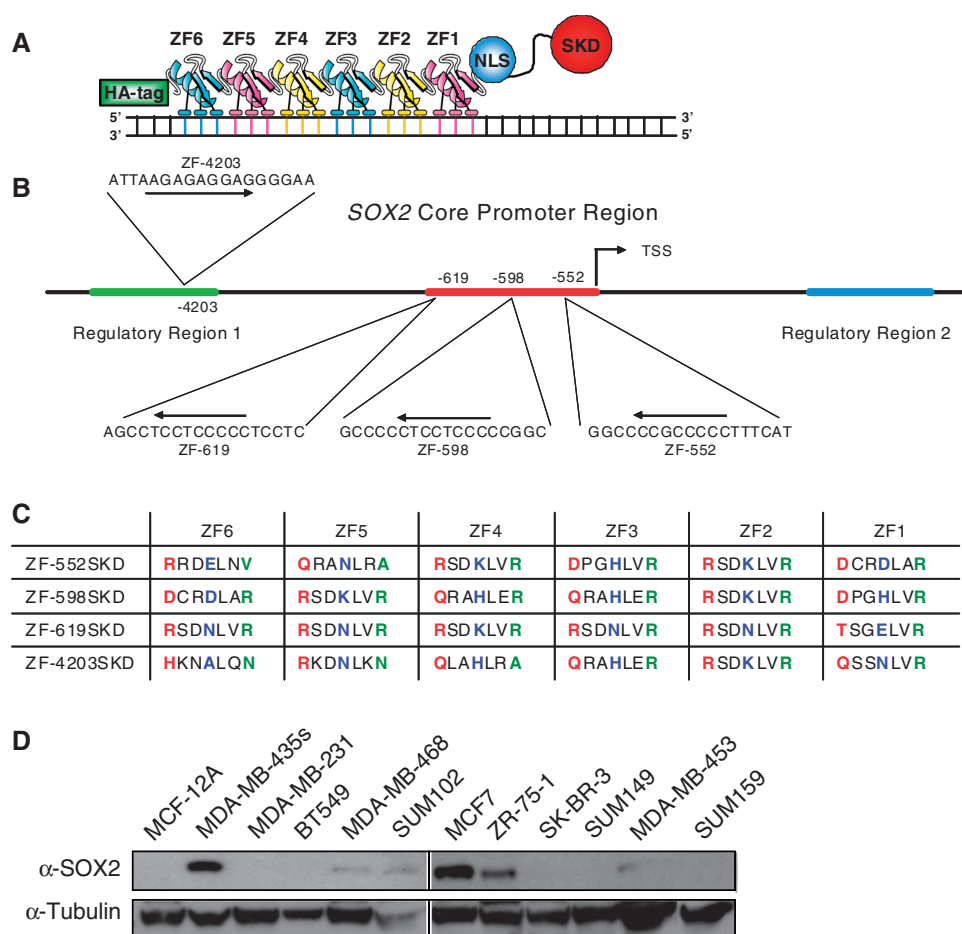 A
ZF6 ZF5 ZF4 ZF3 ZF2 ZF1
NLS
SKD
HA-tag
5’ 3’
3’ 5’
B
ZF-4203
ATTAAGAGAGGAGGGGAA
SOX2 Core Promoter Region
TSS
-619 -598 -552
-4203
Regulatory Region 1
Regulatory Region 2
AGCCTCCTCCCCCTCCTC
ZF-619
GCCCCCTCCTCCCCCGGC
ZF-598
GGCCCCGCCCCCTTTCAT
ZF-552
C
ZF6 ZF5 ZF4 ZF3 ZF2 ZF1
ZF-552SKD RRDELNV QRANLRA RSDKLVR DPGHLVR RSDKLVR DCRDLAR
ZF-598SKD DCRDLAR RSDKLVR QRAHLER QRAHLER RSDKLVR DPGHLVR
ZF-619SKD RSDNLVR RSDNLVR RSDKLVR RSDNLVR RSDNLVR TSGELVR
ZF-4203SKD HKNALQN RKDNLKN QLAHLRA QRAHLER RSDKLVR QSSNLVR
D
MCF-12A
MDA-MB-435s
MDA-MB-231
BT549
MDA-MB-468
SUM102
MCF7
ZR-75-1
SK-BR-3
SUM149
MDA-MB-453
SUM159
α-SOX2
α-Tubulin